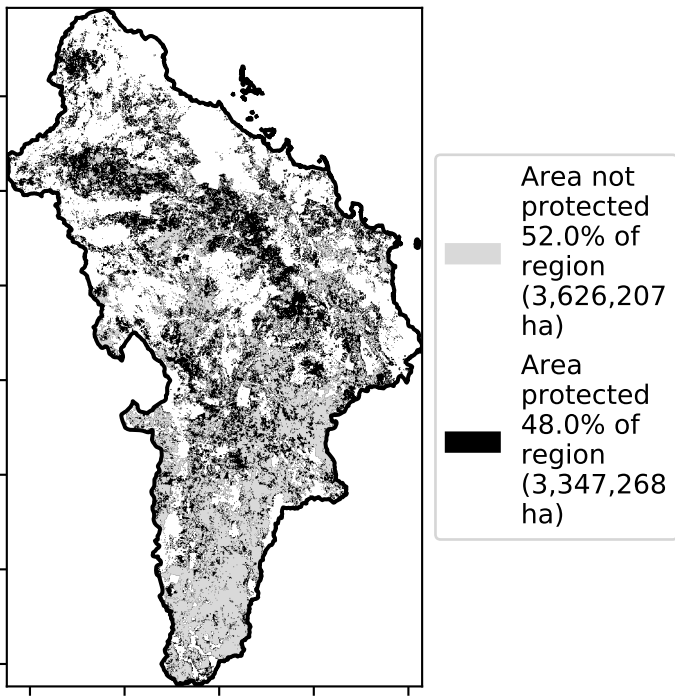 Area not
protected
52.0% of
region
(3,626,207
ha)
Area
protected
48.0% of
region
(3,347,268
ha)